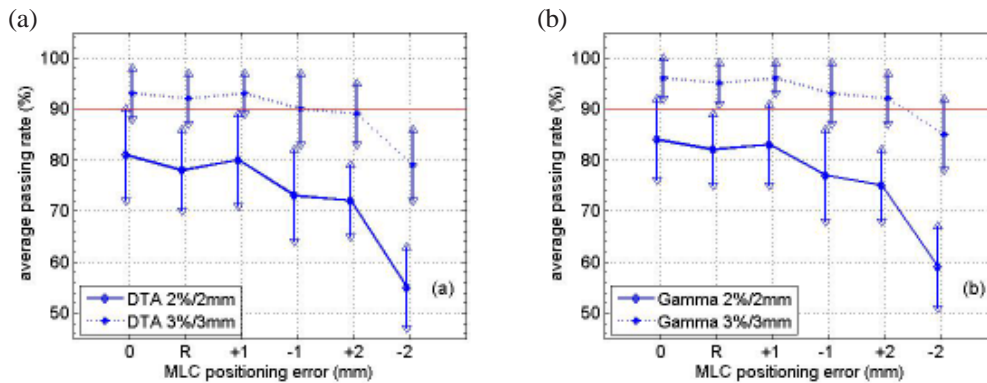 (a)
100
90
80
70
60
50
average passing rate (%)
DTA 2%/2mm
DTA 3%/3mm
(a)
0 R +1 -1 +2 -2
MLC positioning error (mm)
(b)
100
90
80
70
60
50
average passing rate (%)
Gamma 2%/2mm
Gamma 3%/3mm
(b)
0 R +1 -1 +2 -2
MLC positioning error (mm)